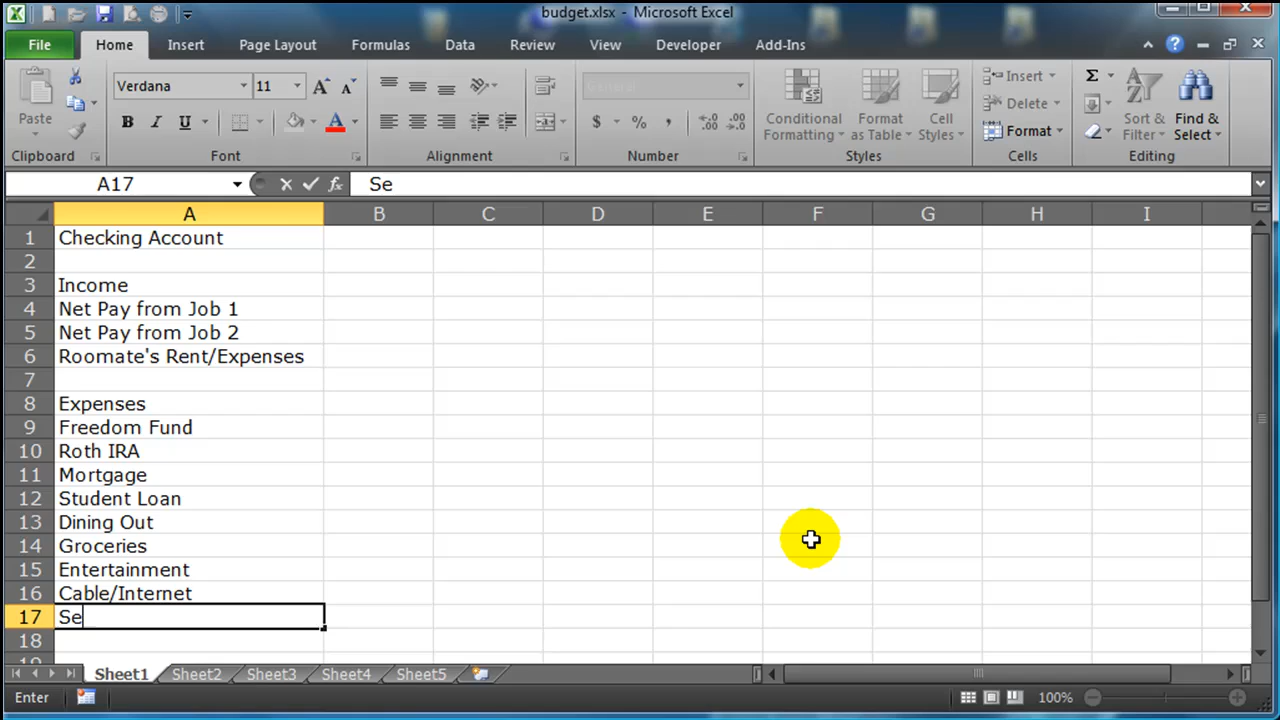 budget.xlsx - Microsoft Excel
File Home Insert Page Layout Formulas Data Review View Developer Add-Ins
Paste
Verdana 11
B I U A
$ % ,
Conditional Formatting
Format as Table
Cell Styles
Insert
Delete
Format
Σ
Sort & Filter
Find & Select
Clipboard Font Alignment Number Styles Cells Editing
A17 fx Se
A B C D E F G H I
1 Checking Account
2
3 Income
4 Net Pay from Job 1
5 Net Pay from Job 2
6 Roomate's Rent/Expenses
7
8 Expenses
9 Freedom Fund
10 Roth IRA
11 Mortgage
12 Student Loan
13 Dining Out
14 Groceries
15 Entertainment
16 Cable/Internet
17 Se
18
19
Sheet1 Sheet2 Sheet3 Sheet4 Sheet5
Enter 100%